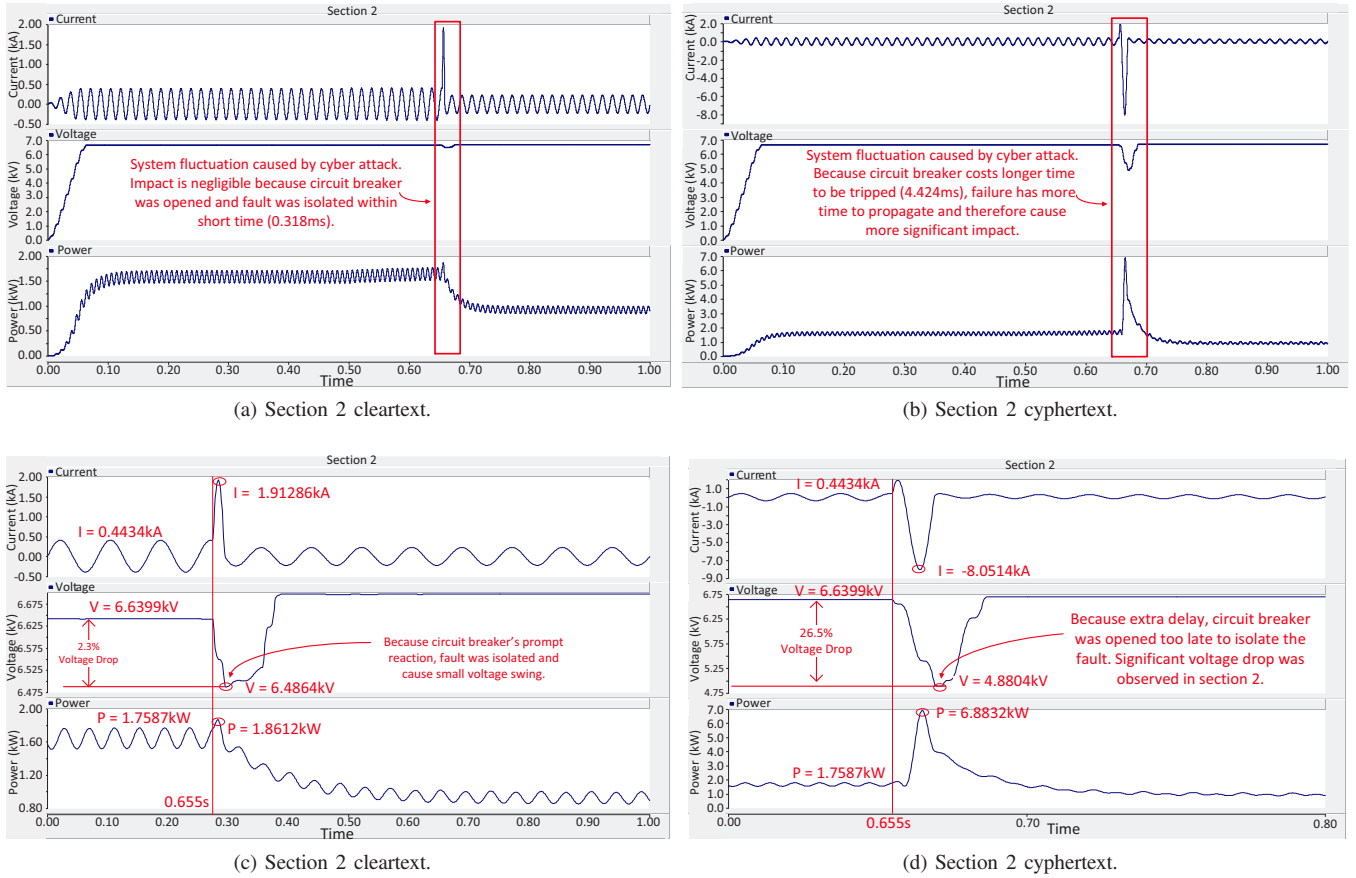 Section 2
Current
Current (kA)
2.00
1.50
1.00
0.50
0.00
-0.50
Voltage
Voltage (kV)
7.0
6.0
5.0
4.0
3.0
2.0
1.0
0.0
System fluctuation caused by cyber attack.
Impact is negligible because circuit breaker
was opened and fault was isolated within
short time (0.318ms).
Power
Power (kW)
2.00
1.50
1.00
0.50
0.00
0.00 0.10 0.20 0.30 0.40 0.50 0.60 0.70 0.80 0.90 1.00
Time
(a) Section 2 cleartext.
Section 2
Current
Current (kA)
2.0
0.0
-2.0
-4.0
-6.0
-8.0
Voltage
Voltage (kV)
7.0
6.0
5.0
4.0
3.0
2.0
1.0
0.0
System fluctuation caused by cyber attack.
Because circuit breaker costs longer time
to be tripped (4.424ms), failure has more
time to propagate and therefore cause
more significant impact.
Power
Power (kW)
7.0
6.0
5.0
4.0
3.0
2.0
1.0
0.0
0.00 0.10 0.20 0.30 0.40 0.50 0.60 0.70 0.80 0.90 1.00
Time
(b) Section 2 cyphertext.
Section 2
Current
Current (kA)
2.00
1.50
1.00
0.50
0.00
-0.50
I = 1.91286kA
I = 0.4434kA
Voltage
Voltage (kV)
6.675
6.625
6.575
6.525
6.475
V = 6.6399kV
2.3%
Voltage Drop
Because circuit breaker's prompt
reaction, fault was isolated and
cause small voltage swing.
V = 6.4864kV
Power
Power (kW)
2.00
1.60
1.20
0.80
P = 1.7587kW
P = 1.8612kW
0.655s
0.00 0.10 0.20 0.30 0.40 0.50 0.60 0.70 0.80 0.90 1.00
Time
(c) Section 2 cleartext.
Section 2
Current
Current (kA)
1.0
-1.0
-3.0
-5.0
-7.0
-9.0
I = 0.4434kA
I = -8.0514kA
Voltage
Voltage (kV)
6.75
6.25
5.75
5.25
4.75
V = 6.6399kV
26.5%
Voltage Drop
Because extra delay, circuit breaker
was opened too late to isolate the
fault. Significant voltage drop was
observed in section 2.
V = 4.8804kV
Power
Power (kW)
7.0
6.0
5.0
4.0
3.0
2.0
1.0
0.0
P = 6.8832kW
P = 1.7587kW
0.00 0.655s 0.70 0.80
Time
(d) Section 2 cyphertext.